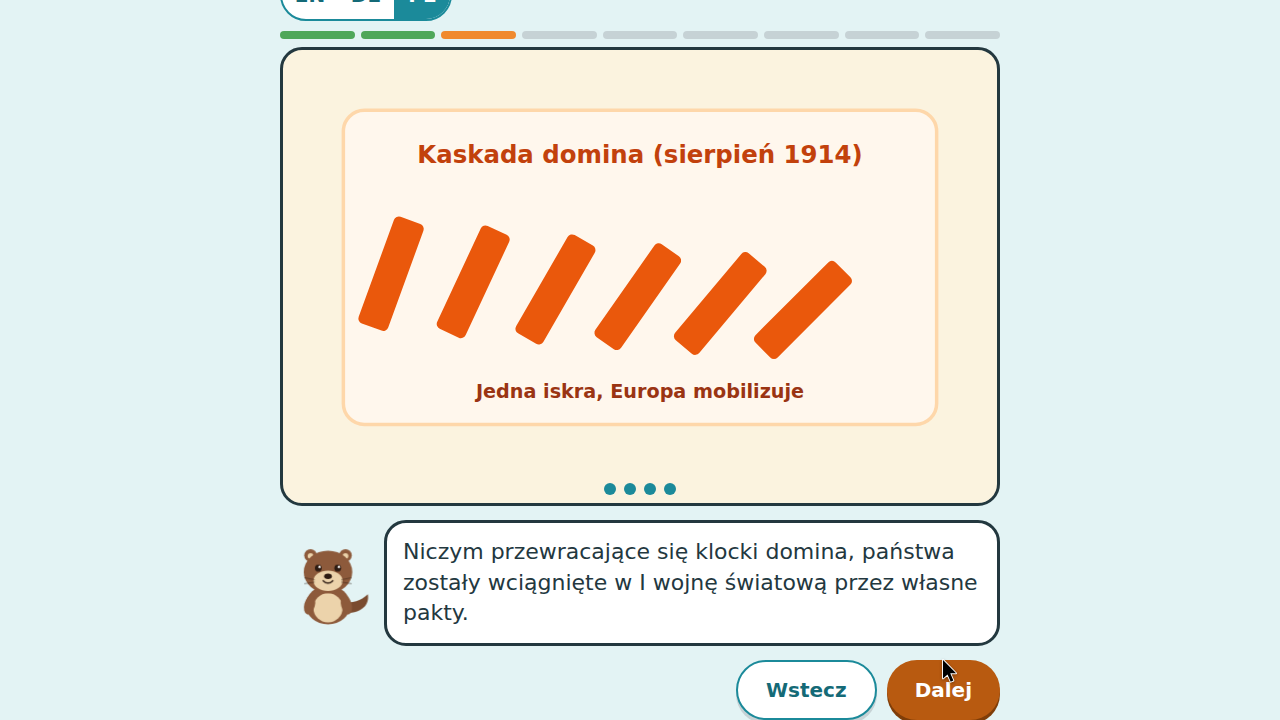 Kaskada domina (sierpień 1914)
Jedna iskra, Europa mobilizuje
Niczym przewracające się klocki domina, państwa
zostały wciągnięte w I wojnę światową przez własne
pakty.
Wstecz
Dalej